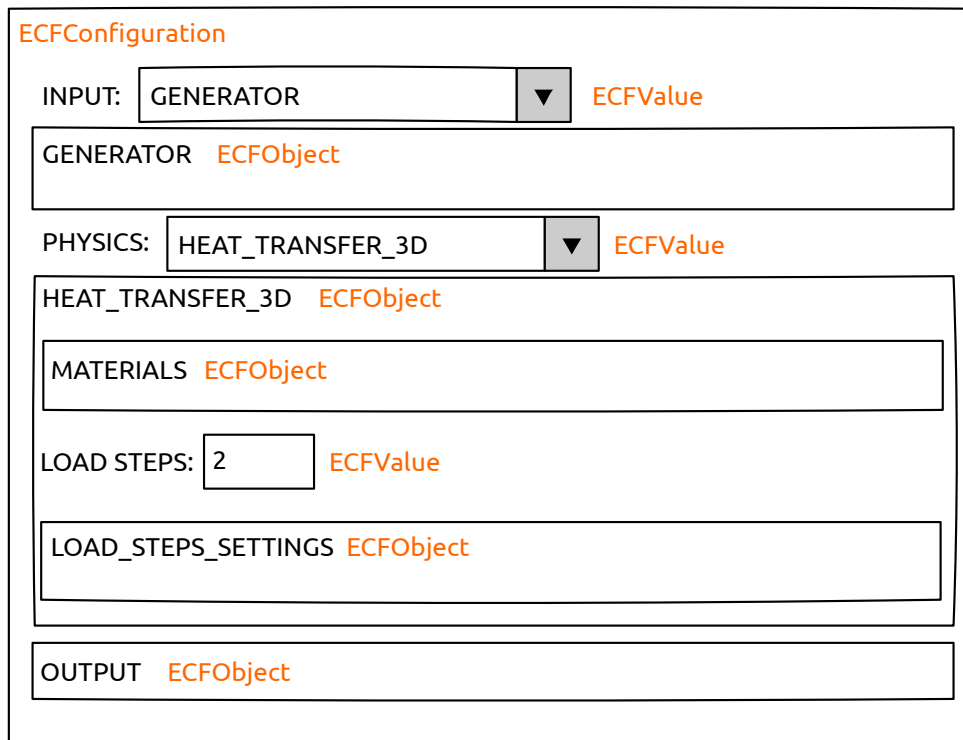 ECFConfiguration
INPUT: GENERATOR ▼ ECFValue
GENERATOR ECFObject
PHYSICS: HEAT_TRANSFER_3D ▼ ECFValue
HEAT_TRANSFER_3D ECFObject
MATERIALS ECFObject
LOAD STEPS: 2 ECFValue
LOAD_STEPS_SETTINGS ECFObject
OUTPUT ECFObject